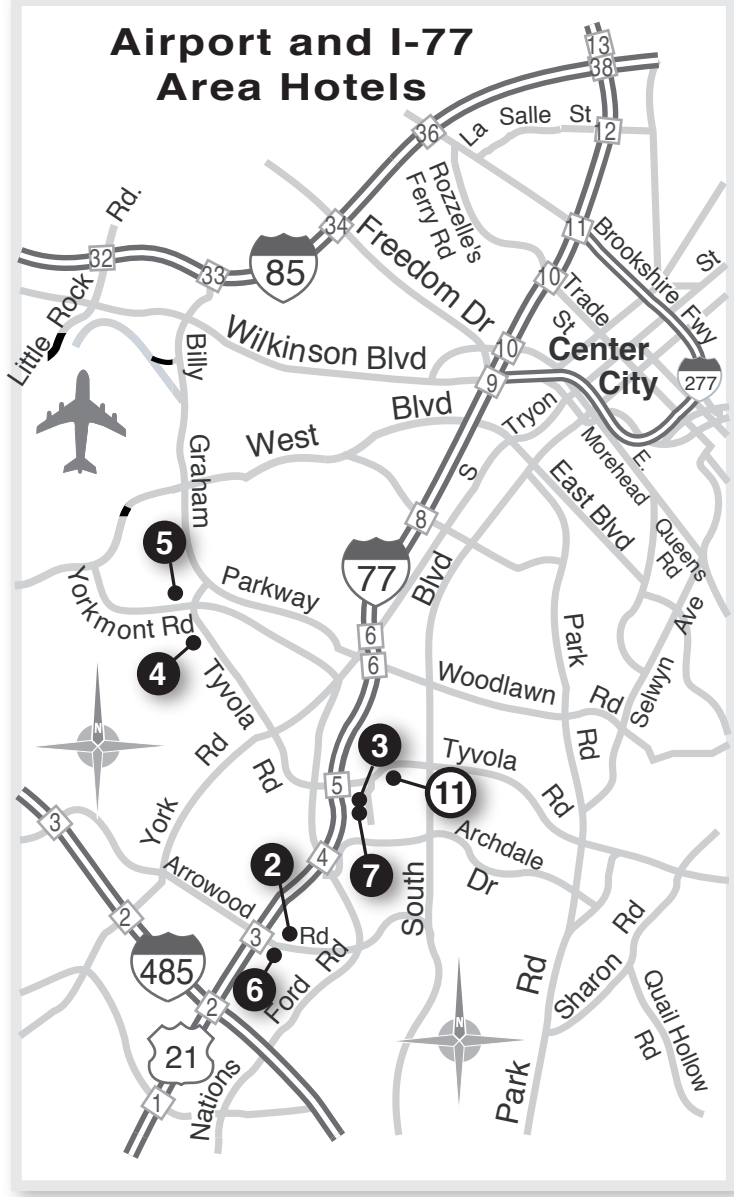 Airport and I-77
Area Hotels
13
38
36
La Salle St
12
Rozzelle's
Ferry Rd
Rd.
34
11
Brookshire Fwy
St
32
33
85
Freedom Dr
10
Trade
St
Little Rock
Billy
Graham
Parkway
Wilkinson Blvd
10
Center
City
277
9
West Blvd
S Tryon
Morehead
E.
East Blvd
Queens
Rd
8
5
77
Blvd
Yorkmont Rd
4
6
6
Park
Rd
Ave
Selwyn
Woodlawn Rd
Tyvola
Rd
3
Tyvola
Rd
11
5
York
Rd
3
Archdale
Dr
2
4
7
South
Arrowood
Rd
3
2
485
6
Ford Rd
Nations
2
21
1
Sharon Rd
Park Rd
Quail Hollow
Rd
N
N